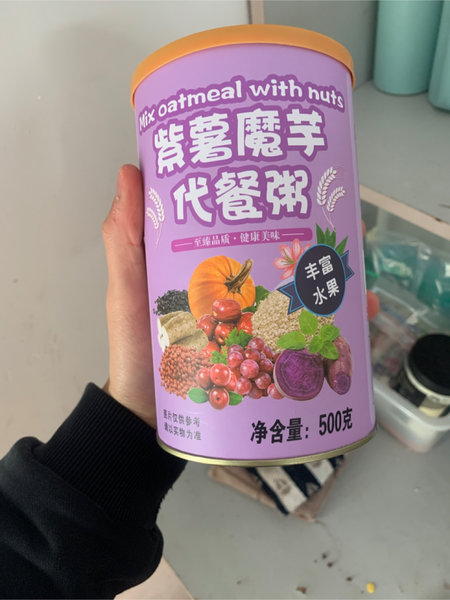 Mix oatmeal with nuts
紫薯魔芋
代餐粥
至臻品质·健康美味
丰富
水果
图片仅供参考
请以实物为准
净含量：500克